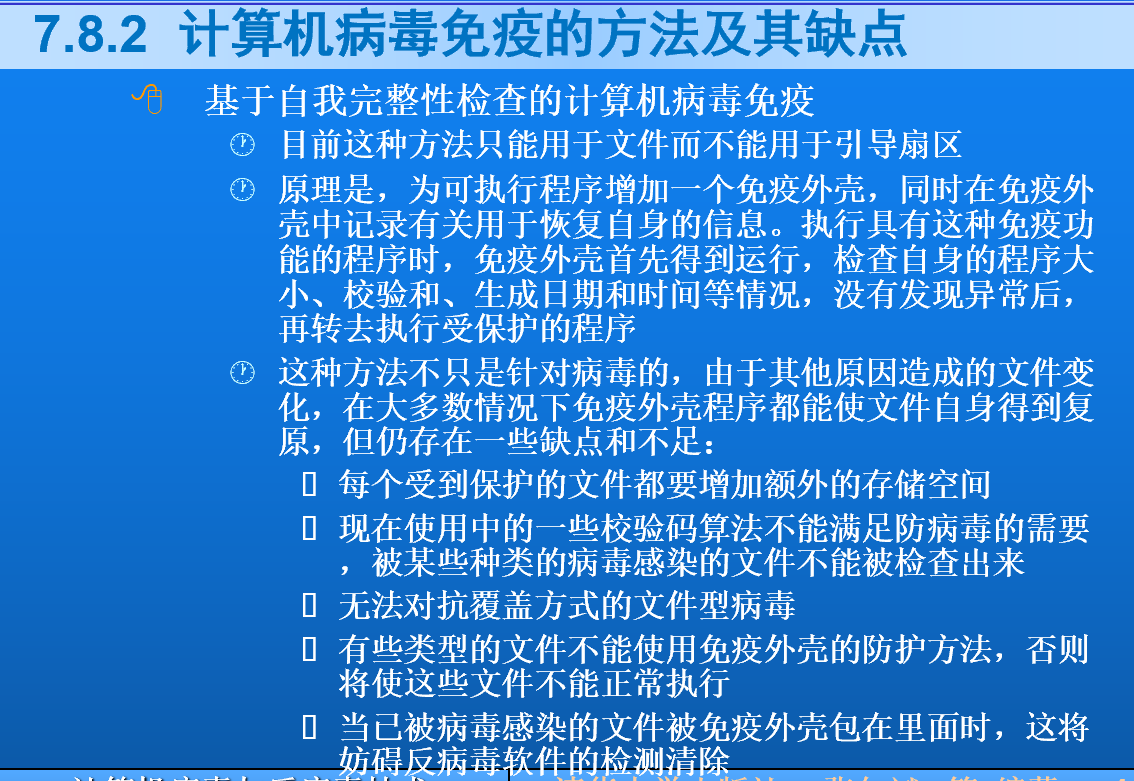 7.8.2 计算机病毒免疫的方法及其缺点
基于自我完整性检查的计算机病毒免疫
目前这种方法只能用于文件而不能用于引导扇区
原理是，为可执行程序增加一个免疫外壳，同时在免疫外
壳中记录有关用于恢复自身的信息。执行具有这种免疫功
能的程序时，免疫外壳首先得到运行，检查自身的程序大
小、校验和、生成日期和时间等情况，没有发现异常后，
再转去执行受保护的程序
这种方法不只是针对病毒的，由于其他原因造成的文件变
化，在大多数情况下免疫外壳程序都能使文件自身得到复
原，但仍存在一些缺点和不足：
每个受到保护的文件都要增加额外的存储空间
现在使用中的一些校验码算法不能满足防病毒的需要
，被某些种类的病毒感染的文件不能被检查出来
无法对抗覆盖方式的文件型病毒
有些类型的文件不能使用免疫外壳的防护方法，否则
将使这些文件不能正常执行
当已被病毒感染的文件被免疫外壳包在里面时，这将
妨碍反病毒软件的检测清除